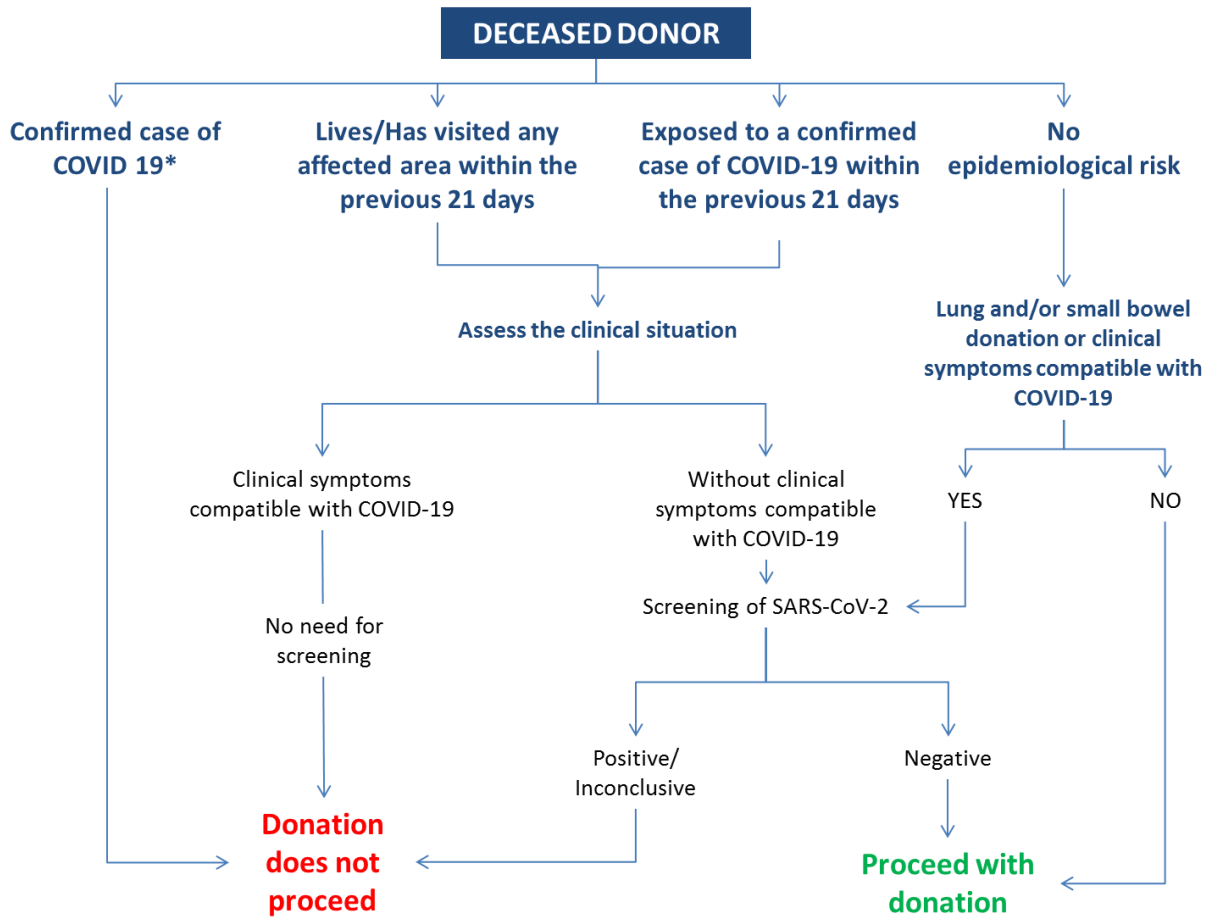 DECEASED DONOR
Confirmed case of
COVID 19*
Lives/Has visited any
affected area within the
previous 21 days
Exposed to a confirmed
case of COVID-19 within
the previous 21 days
No
epidemiological risk
Assess the clinical situation
Lung and/or small bowel
donation or clinical
symptoms compatible with
COVID-19
Clinical symptoms
compatible with COVID-19
Without clinical
symptoms compatible
with COVID-19
YES
NO
No need for
screening
Screening of SARS-CoV-2
Positive/
Inconclusive
Negative
Donation
does not
proceed
Proceed with
donation